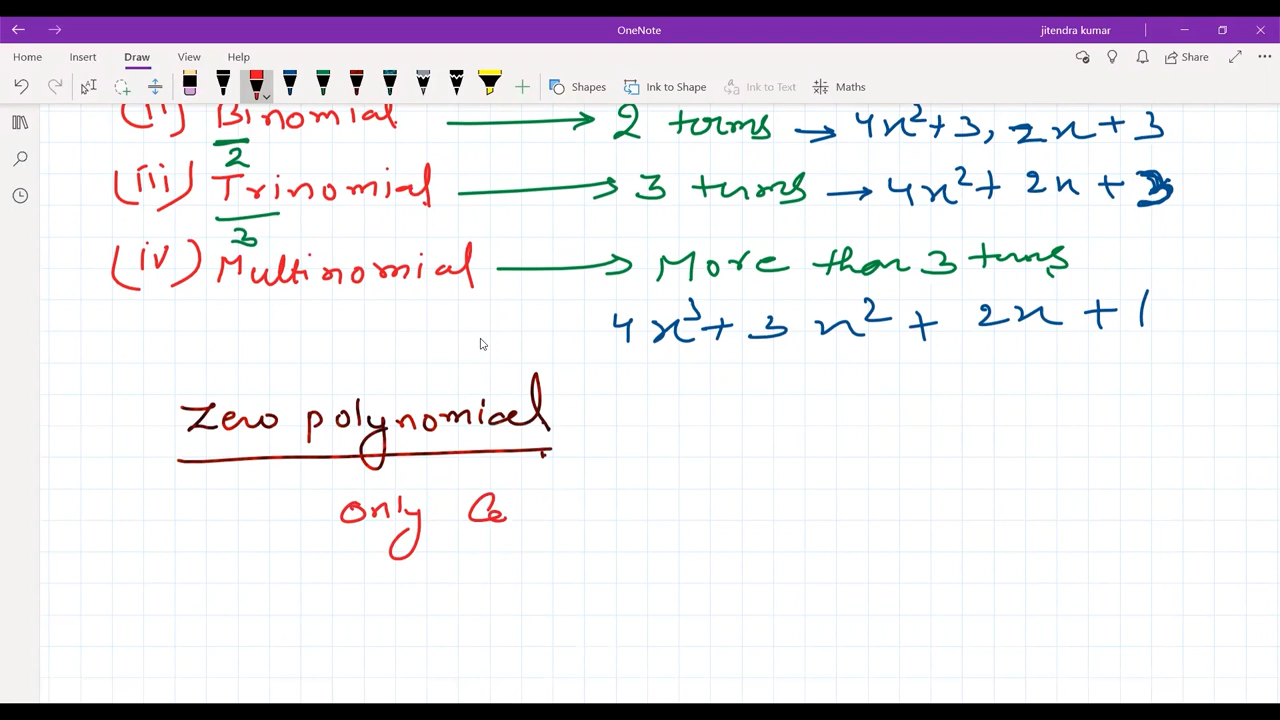 OneNote
jitendra kumar
Home Insert Draw View Help
Share
Shapes Ink to Shape Ink to Text Maths
(ii) Binomial → 2 terms → 4x²+3, 2x+3
2
(iii) Trinomial → 3 terms → 4x²+ 2x + 3
3
(iv) Multinomial → More than 3 terms
4x³+ 3x² + 2x + 1
Zero polynomial
only Co